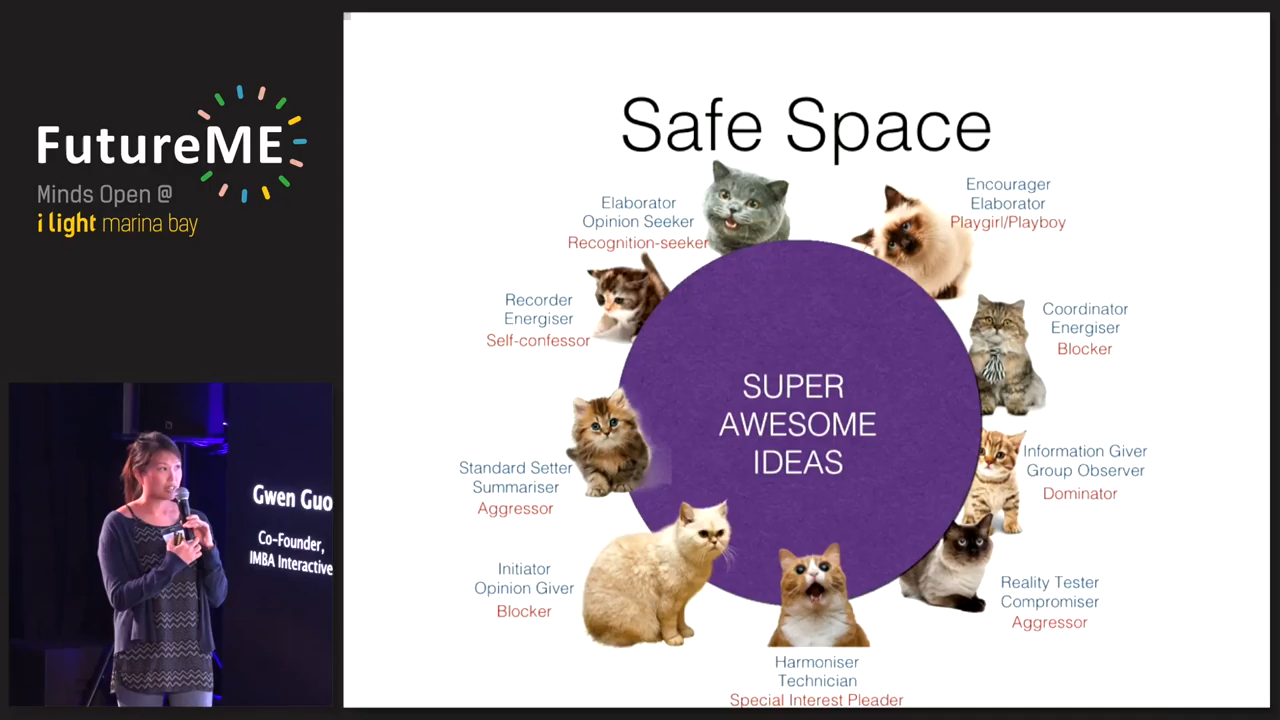 FutureME
Minds Open @
i light marina bay
Gwen Guo
Co-Founder,
IMBA Interactive
Safe Space
Elaborator
Opinion Seeker
Recognition-seeker
Encourager
Elaborator
Playgirl/Playboy
Recorder
Energiser
Self-confessor
Coordinator
Energiser
Blocker
SUPER
AWESOME
IDEAS
Standard Setter
Summariser
Aggressor
Information Giver
Group Observer
Dominator
Initiator
Opinion Giver
Blocker
Reality Tester
Compromiser
Aggressor
Harmoniser
Technician
Special Interest Pleader